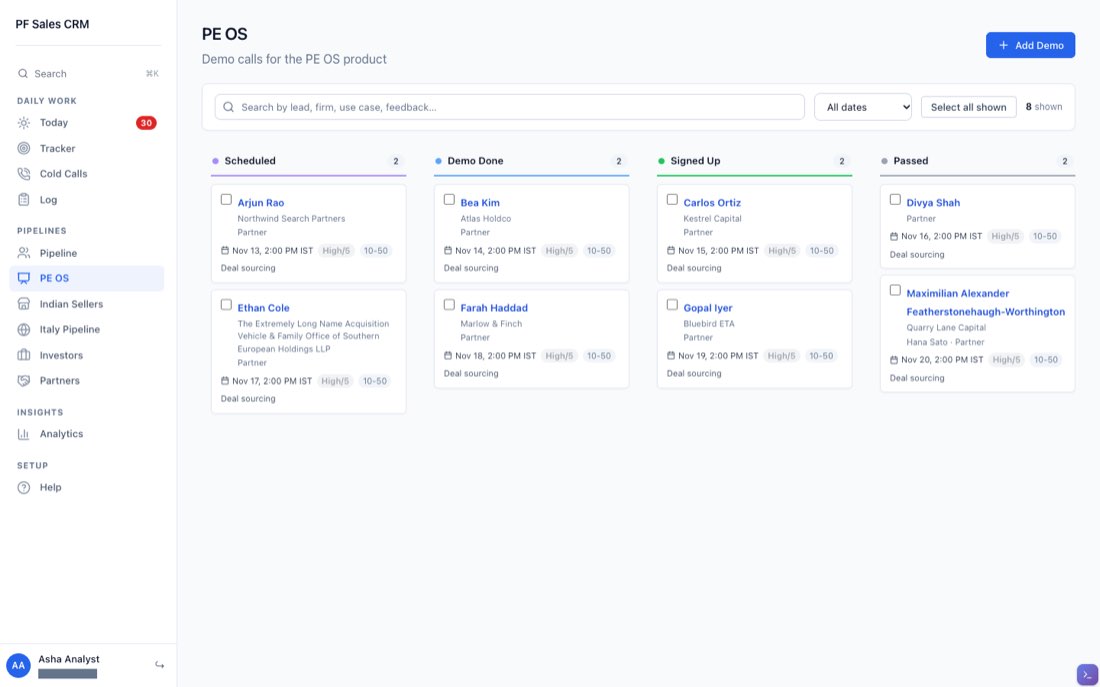 PF Sales CRM
Search
⌘K
DAILY WORK
Today
30
Tracker
Cold Calls
Log
PIPELINES
Pipeline
PE OS
Indian Sellers
Italy Pipeline
Investors
Partners
INSIGHTS
Analytics
SETUP
Help
AA
Asha Analyst
PE OS
Demo calls for the PE OS product
+ Add Demo
Search by lead, firm, use case, feedback...
All dates
Select all shown
8 shown
Scheduled
2
Arjun Rao
Northwind Search Partners
Partner
Nov 13, 2:00 PM IST High/5 10-50
Deal sourcing
Ethan Cole
The Extremely Long Name Acquisition
Vehicle & Family Office of Southern
European Holdings LLP
Partner
Nov 17, 2:00 PM IST High/5 10-50
Deal sourcing
Demo Done
2
Bea Kim
Atlas Holdco
Partner
Nov 14, 2:00 PM IST High/5 10-50
Deal sourcing
Farah Haddad
Marlow & Finch
Partner
Nov 18, 2:00 PM IST High/5 10-50
Deal sourcing
Signed Up
2
Carlos Ortiz
Kestrel Capital
Partner
Nov 15, 2:00 PM IST High/5 10-50
Deal sourcing
Gopal Iyer
Bluebird ETA
Partner
Nov 19, 2:00 PM IST High/5 10-50
Deal sourcing
Passed
2
Divya Shah
Partner
Nov 16, 2:00 PM IST High/5 10-50
Deal sourcing
Maximilian Alexander
Featherstonehaugh-Worthington
Quarry Lane Capital
Hana Sato · Partner
Nov 20, 2:00 PM IST High/5 10-50
Deal sourcing